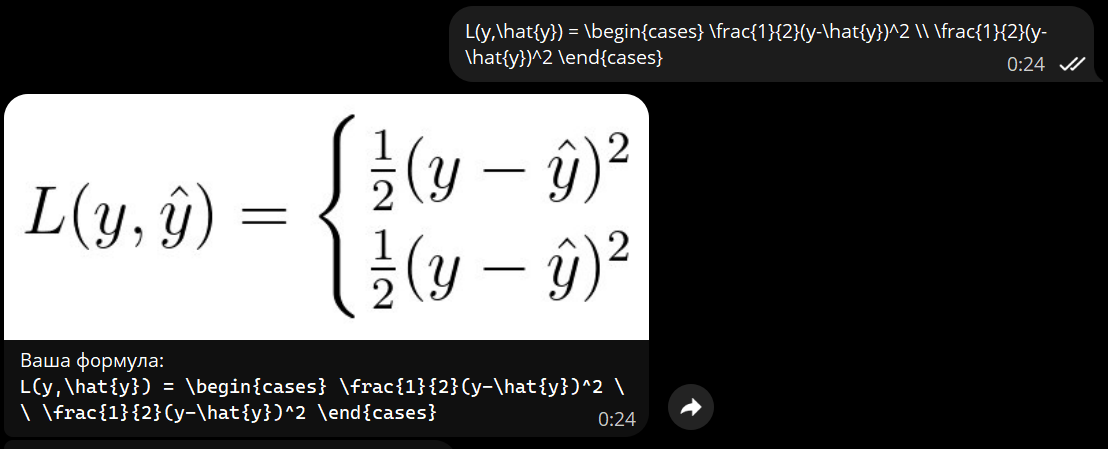 L(y,\hat{y}) = \begin{cases} \frac{1}{2}(y-\hat{y})^2 \\ \frac{1}{2}(y-
\hat{y})^2 \end{cases}
0:24
L(y, ŷ) = { ½(y − ŷ)²
½(y − ŷ)²
Ваша формула:
L(y,\hat{y}) = \begin{cases} \frac{1}{2}(y-\hat{y})^2 \
\ \frac{1}{2}(y-\hat{y})^2 \end{cases}
0:24